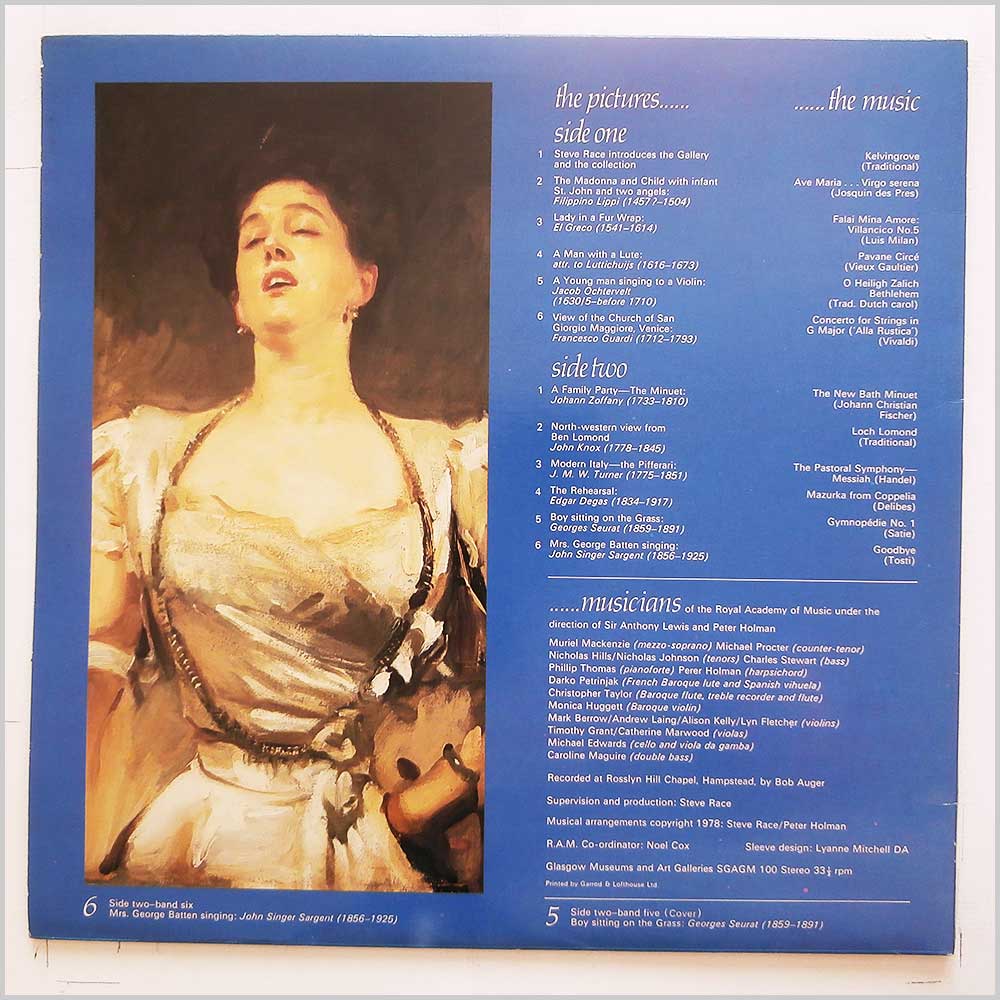 the pictures...... ......the music
side one
1 Steve Race introduces the Gallery Kelvingrove
and the collection (Traditional)
2 The Madonna and Child with infant Ave Maria . . . Virgo serena
St. John and two angels: (Josquin des Pres)
Filippino Lippi (1457?–1504)
3 Lady in a Fur Wrap: Falai Mina Amore:
El Greco (1541–1614) Villancico No.5
(Luis Milan)
4 A Man with a Lute: Pavane Circé
attr. to Luttichuijs (1616–1673) (Vieux Gaultier)
5 A Young man singing to a Violin: O Heiligh Zalich
Jacob Ochtervelt Bethlehem
(1630/5–before 1710) (Trad. Dutch carol)
6 View of the Church of San Concerto for Strings in
Giorgio Maggiore, Venice: G Major ('Alla Rustica')
Francesco Guardi (1712–1793) (Vivaldi)
side two
1 A Family Party—The Minuet: The New Bath Minuet
Johann Zoffany (1733–1810) (Johann Christian
Fischer)
2 North-western view from Loch Lomond
Ben Lomond (Traditional)
John Knox (1778–1845)
3 Modern Italy—the Pifferari: The Pastoral Symphony—
J. M. W. Turner (1775–1851) Messiah (Handel)
4 The Rehearsal: Mazurka from Coppelia
Edgar Degas (1834–1917) (Delibes)
5 Boy sitting on the Grass: Gymnopédie No. 1
Georges Seurat (1859–1891) (Satie)
6 Mrs. George Batten singing: Goodbye
John Singer Sargent (1856–1925) (Tosti)
......musicians of the Royal Academy of Music under the
direction of Sir Anthony Lewis and Peter Holman
Muriel Mackenzie (mezzo-soprano) Michael Procter (counter-tenor)
Nicholas Hills/Nicholas Johnson (tenors) Charles Stewart (bass)
Phillip Thomas (pianoforte) Perer Holman (harpsichord)
Darko Petrinjak (French Baroque lute and Spanish vihuela)
Christopher Taylor (Baroque flute, treble recorder and flute)
Monica Huggett (Baroque violin)
Mark Berrow/Andrew Laing/Alison Kelly/Lyn Fletcher (violins)
Timothy Grant/Catherine Marwood (violas)
Michael Edwards (cello and viola da gamba)
Caroline Maguire (double bass)
Recorded at Rosslyn Hill Chapel, Hampstead, by Bob Auger
Supervision and production: Steve Race
Musical arrangements copyright 1978: Steve Race/Peter Holman
R.A.M. Co-ordinator: Noel Cox Sleeve design: Lyanne Mitchell DA
Glasgow Museums and Art Galleries SGAGM 100 Stereo 33⅓ rpm
Printed by Garrod & Lofthouse Ltd.
6 Side two–band six
Mrs. George Batten singing: John Singer Sargent (1856–1925)
5 Side two–band five (Cover)
Boy sitting on the Grass: Georges Seurat (1859–1891)